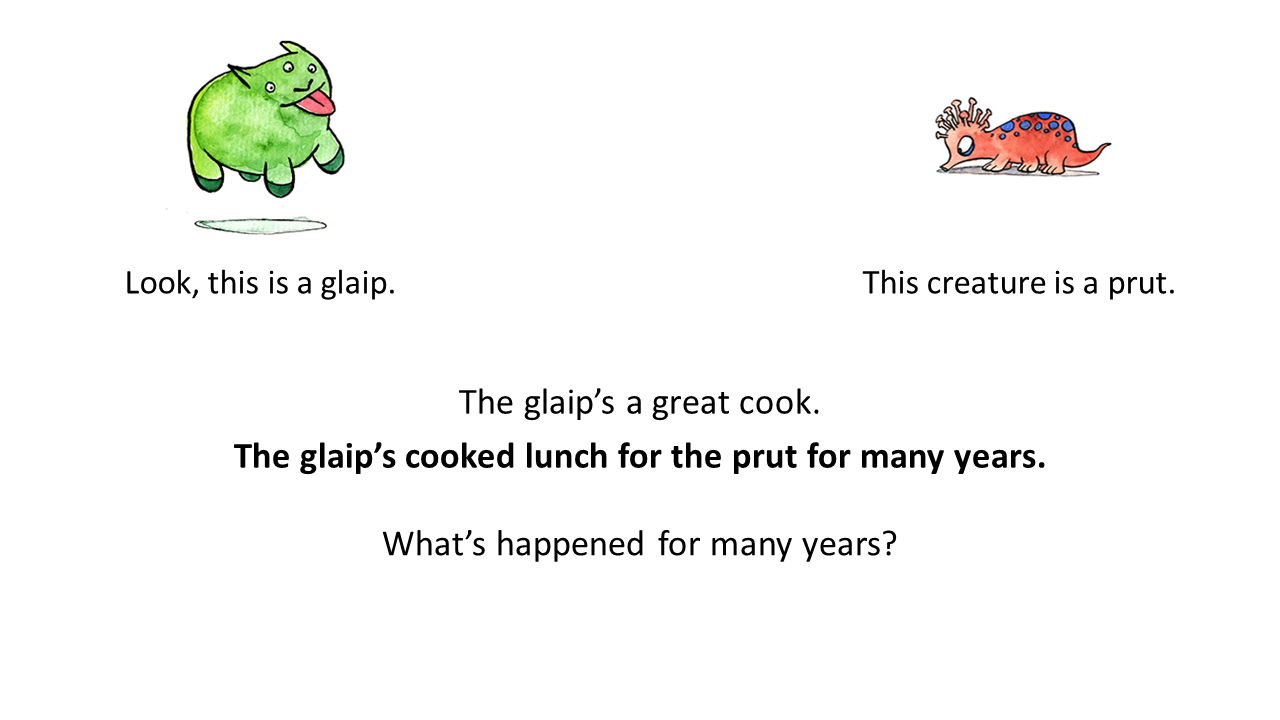 Look, this is a glaip.
This creature is a prut.
The glaip’s a great cook.
The glaip’s cooked lunch for the prut for many years.
What’s happened for many years?